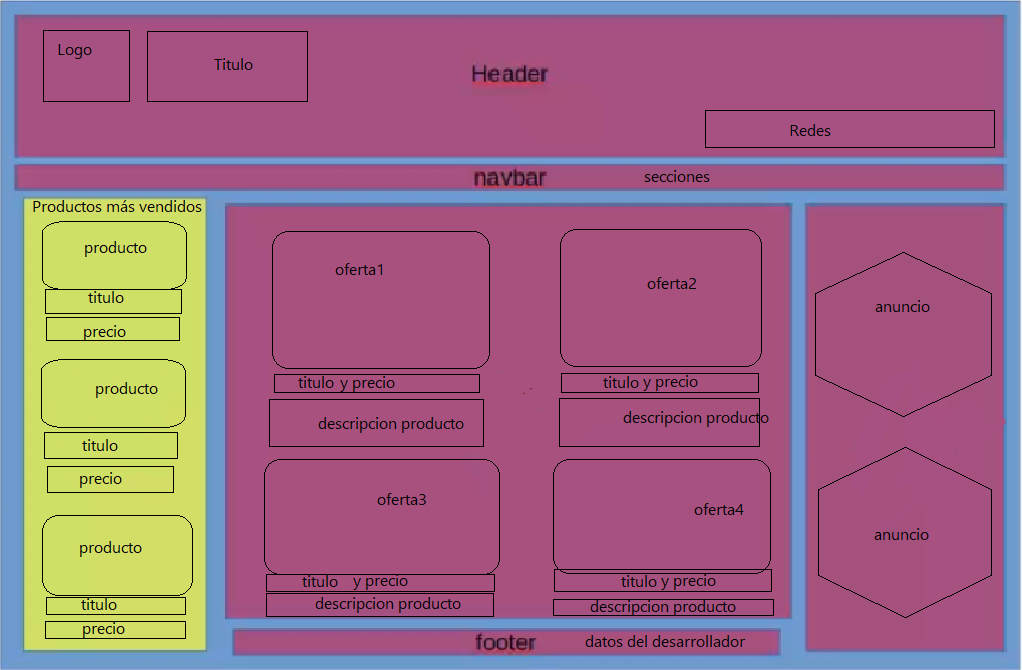 Logo
Titulo
Header
Redes
navbar secciones
Productos más vendidos
producto
titulo
precio
producto
titulo
precio
producto
titulo
precio
oferta1
titulo y precio
descripcion producto
oferta2
titulo y precio
descripcion producto
oferta3
titulo y precio
descripcion producto
oferta4
titulo y precio
descripcion producto
anuncio
anuncio
footer datos del desarrollador